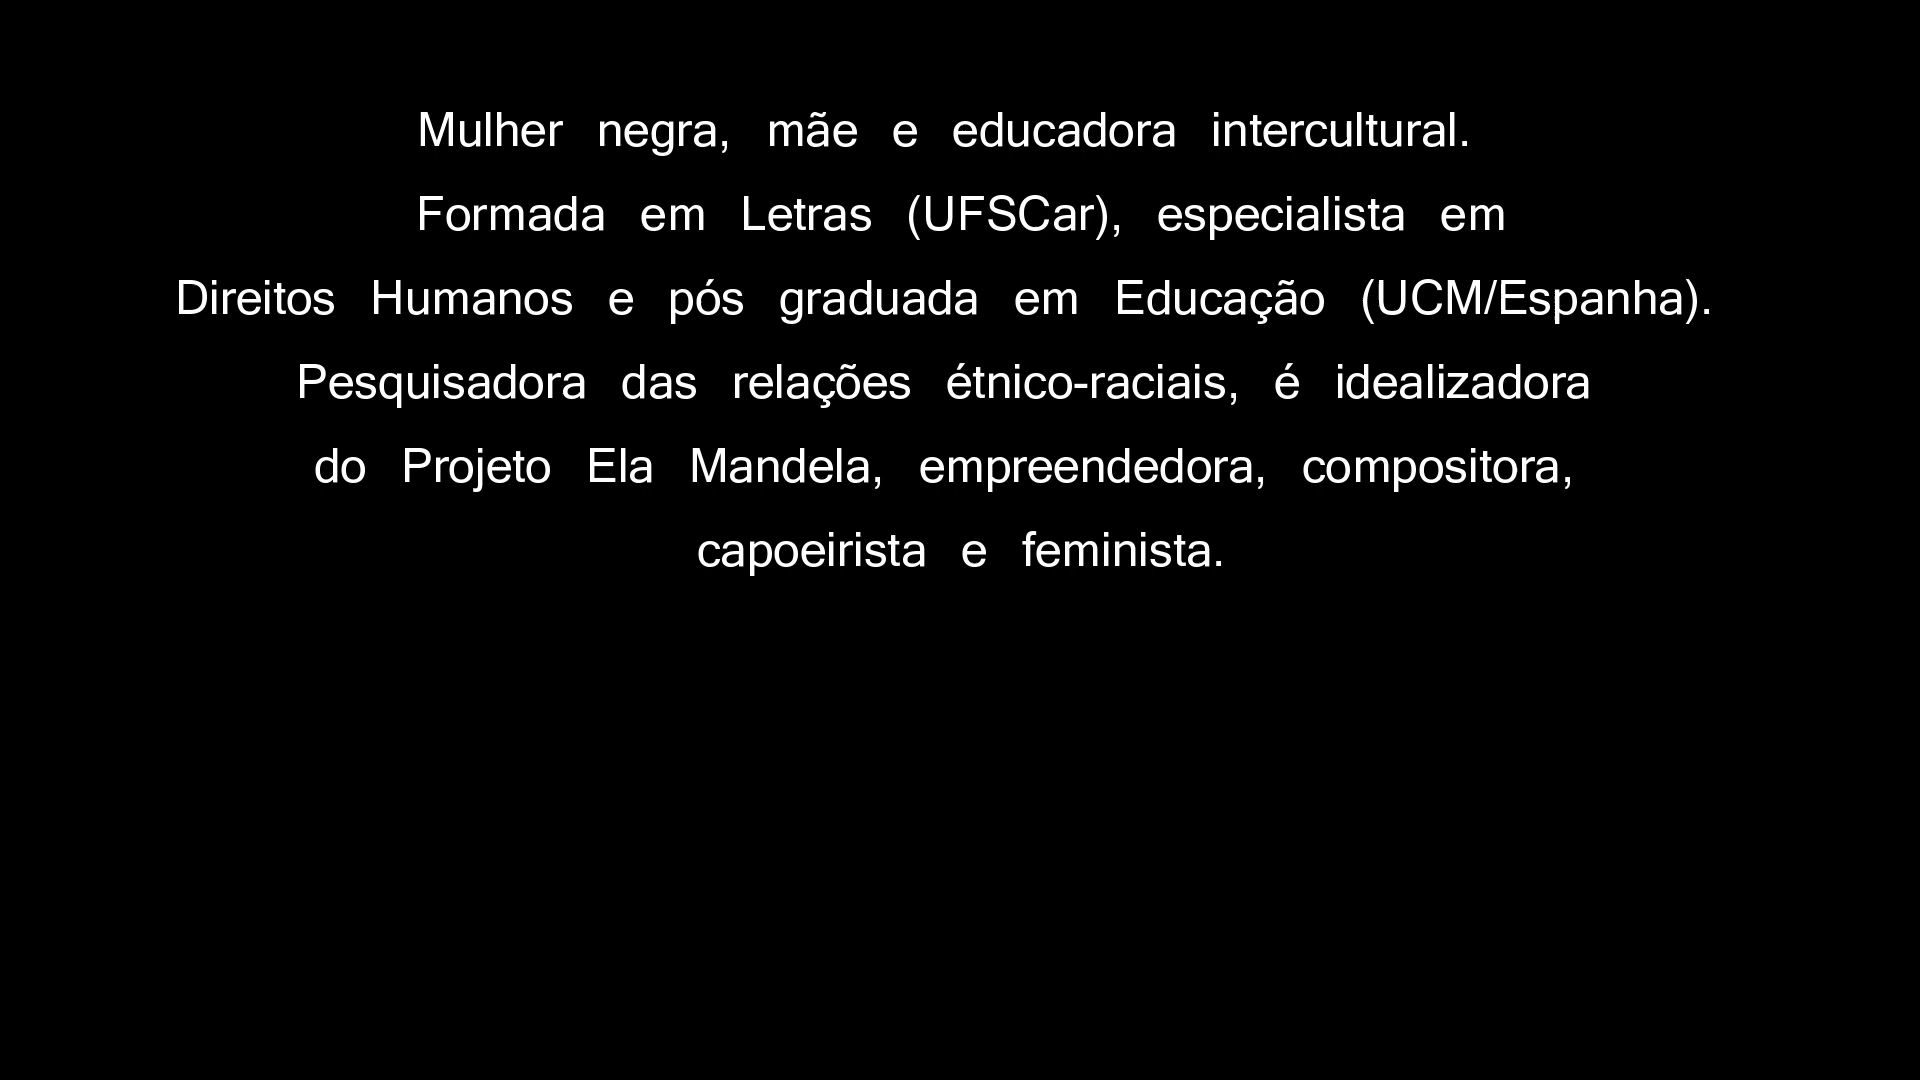 Mulher negra, mãe e educadora intercultural.
Formada em Letras (UFSCar), especialista em
Direitos Humanos e pós graduada em Educação (UCM/Espanha).
Pesquisadora das relações étnico-raciais, é idealizadora
do Projeto Ela Mandela, empreendedora, compositora,
capoeirista e feminista.